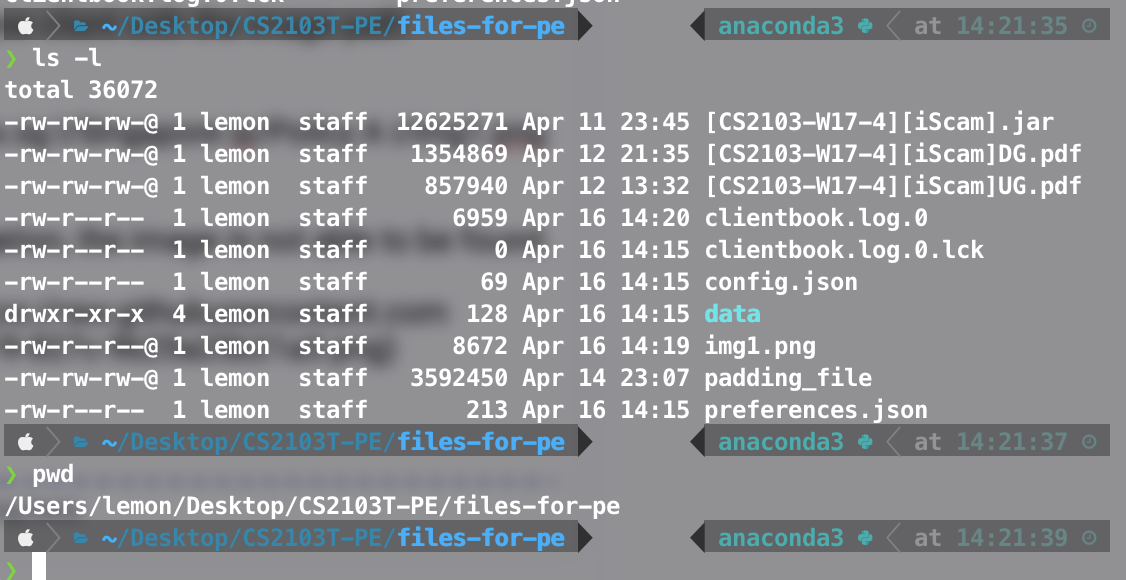 ~/Desktop/CS2103T-PE/files-for-pe anaconda3 at 14:21:35
❯ ls -l
total 36072
-rw-rw-rw-@ 1 lemon  staff  12625271 Apr 11 23:45 [CS2103-W17-4][iScam].jar
-rw-rw-rw-@ 1 lemon  staff   1354869 Apr 12 21:35 [CS2103-W17-4][iScam]DG.pdf
-rw-rw-rw-@ 1 lemon  staff    857940 Apr 12 13:32 [CS2103-W17-4][iScam]UG.pdf
-rw-r--r--  1 lemon  staff      6959 Apr 16 14:20 clientbook.log.0
-rw-r--r--  1 lemon  staff         0 Apr 16 14:15 clientbook.log.0.lck
-rw-r--r--  1 lemon  staff        69 Apr 16 14:15 config.json
drwxr-xr-x  4 lemon  staff       128 Apr 16 14:15 data
-rw-r--r--@ 1 lemon  staff      8672 Apr 16 14:19 img1.png
-rw-rw-rw-@ 1 lemon  staff   3592450 Apr 14 23:07 padding_file
-rw-r--r--  1 lemon  staff       213 Apr 16 14:15 preferences.json
~/Desktop/CS2103T-PE/files-for-pe anaconda3 at 14:21:37
❯ pwd
/Users/lemon/Desktop/CS2103T-PE/files-for-pe
~/Desktop/CS2103T-PE/files-for-pe anaconda3 at 14:21:39
❯